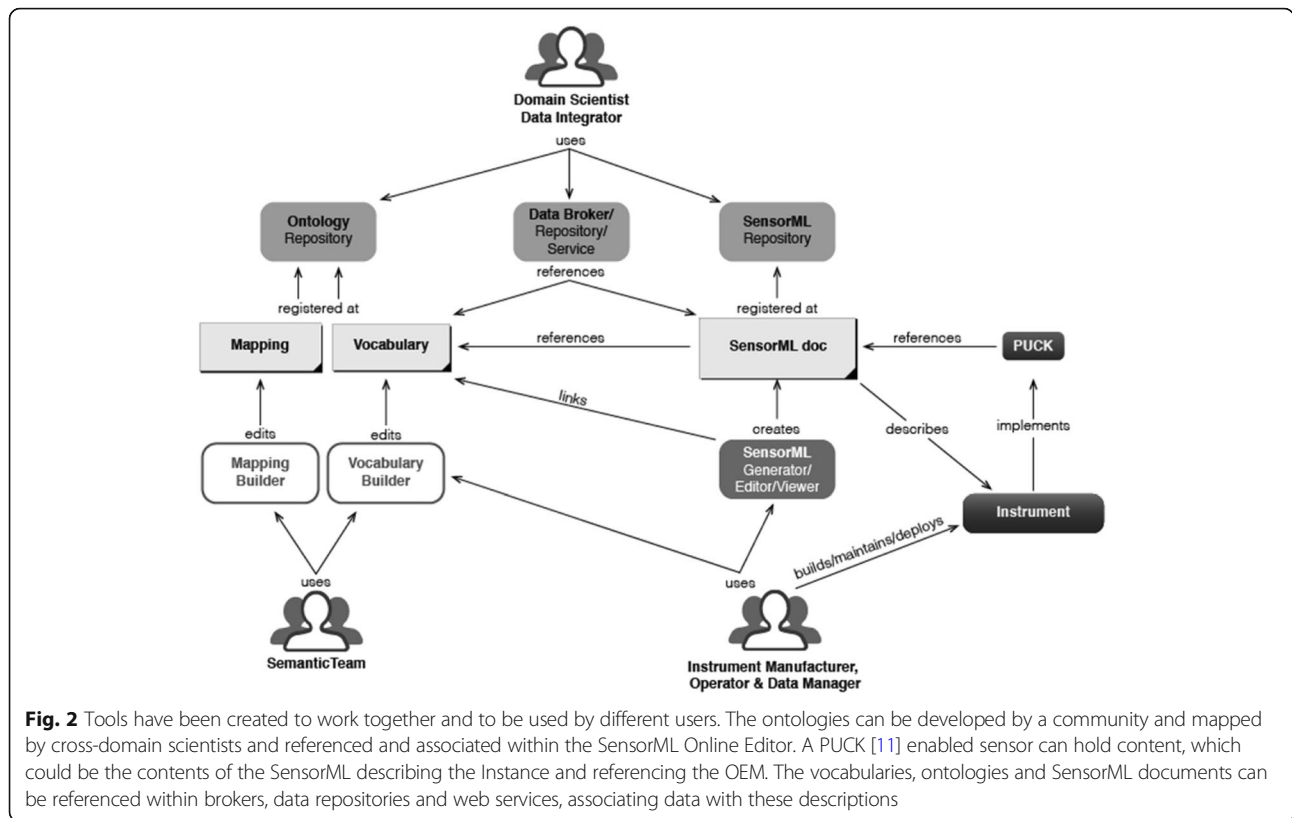 Domain Scientist
Data Integrator
uses
Ontology
Repository
Data Broker/
Repository/
Service
SensorML
Repository
references
registered at
registered at
Mapping
Vocabulary
references
SensorML doc
references
PUCK
links
edits
edits
creates
describes
implements
Mapping
Builder
Vocabulary
Builder
SensorML
Generator/
Editor/Viewer
Instrument
builds/maintains/deploys
uses
uses
SemanticTeam
Instrument Manufacturer,
Operator & Data Manager
Fig. 2 Tools have been created to work together and to be used by different users. The ontologies can be developed by a community and mapped
by cross-domain scientists and referenced and associated within the SensorML Online Editor. A PUCK [11] enabled sensor can hold content, which
could be the contents of the SensorML describing the Instance and referencing the OEM. The vocabularies, ontologies and SensorML documents can
be referenced within brokers, data repositories and web services, associating data with these descriptions